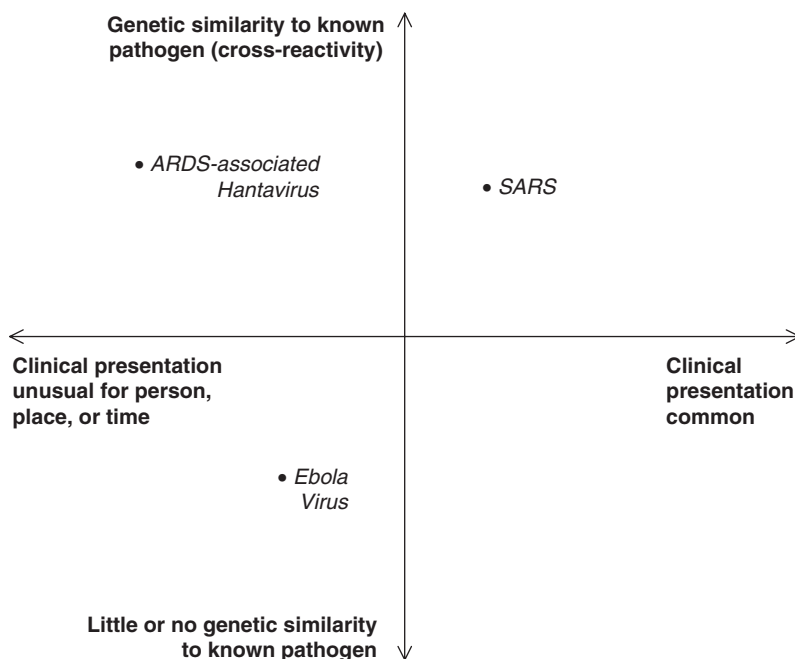 Genetic similarity to known
pathogen (cross-reactivity)
• ARDS-associated
Hantavirus
• SARS
Clinical presentation
unusual for person,
place, or time
Clinical
presentation
common
• Ebola
Virus
Little or no genetic similarity
to known pathogen